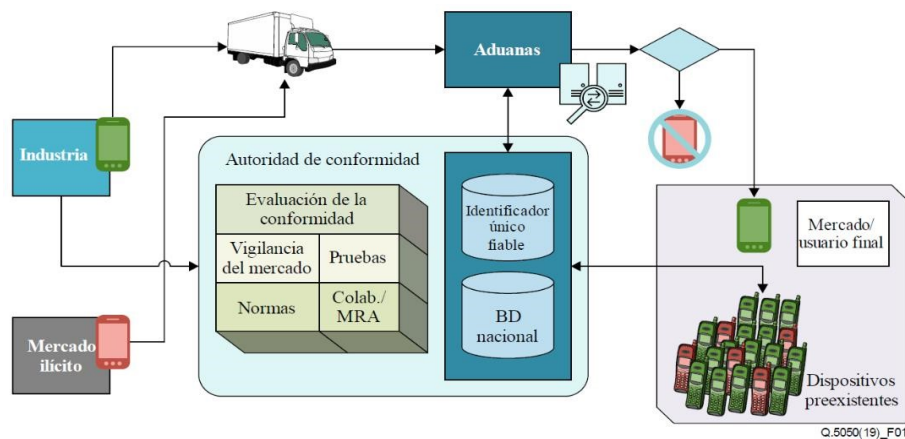 Aduanas
Industria
Autoridad de conformidad
Evaluación de la
conformidad
Vigilancia
del mercado
Pruebas
Normas
Colab./
MRA
Identificador
único
fiable
BD
nacional
Mercado/
usuario final
Mercado
ilícito
Dispositivos
preexistentes
Q.5050(19)_F01